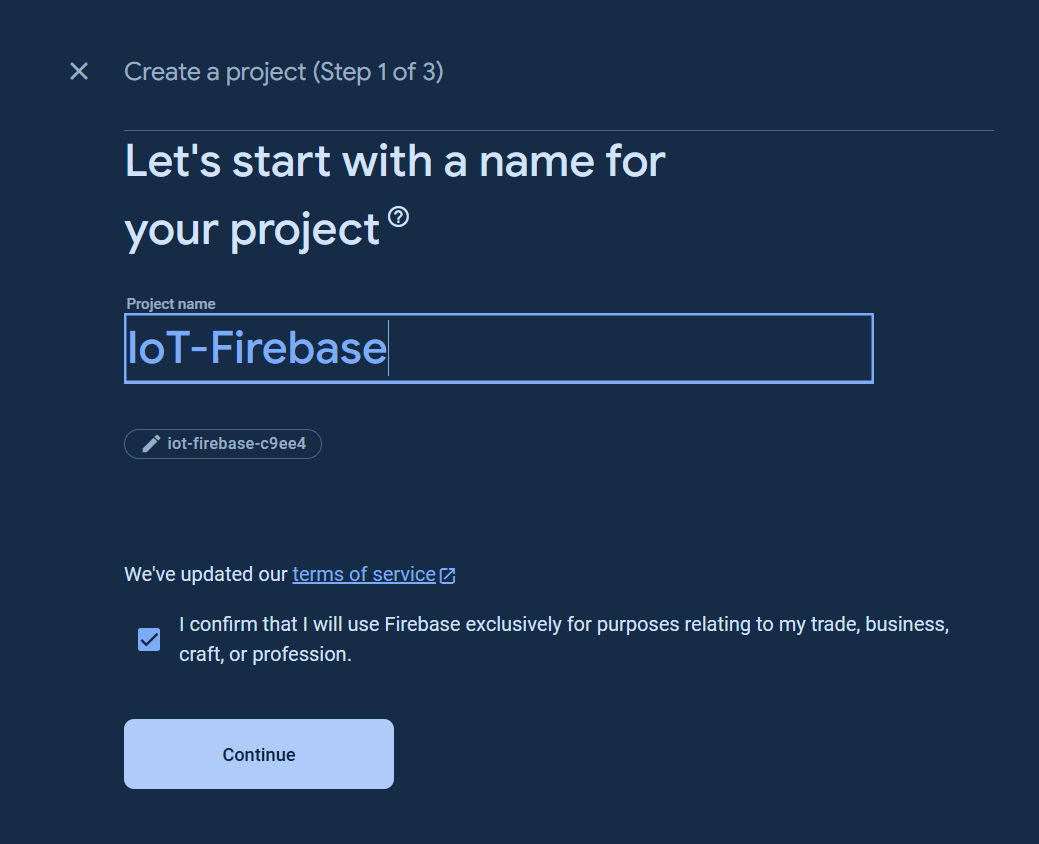 Create a project (Step 1 of 3)
Let's start with a name for
your project
Project name
IoT-Firebase
iot-firebase-c9ee4
We've updated our terms of service
I confirm that I will use Firebase exclusively for purposes relating to my trade, business,
craft, or profession.
Continue